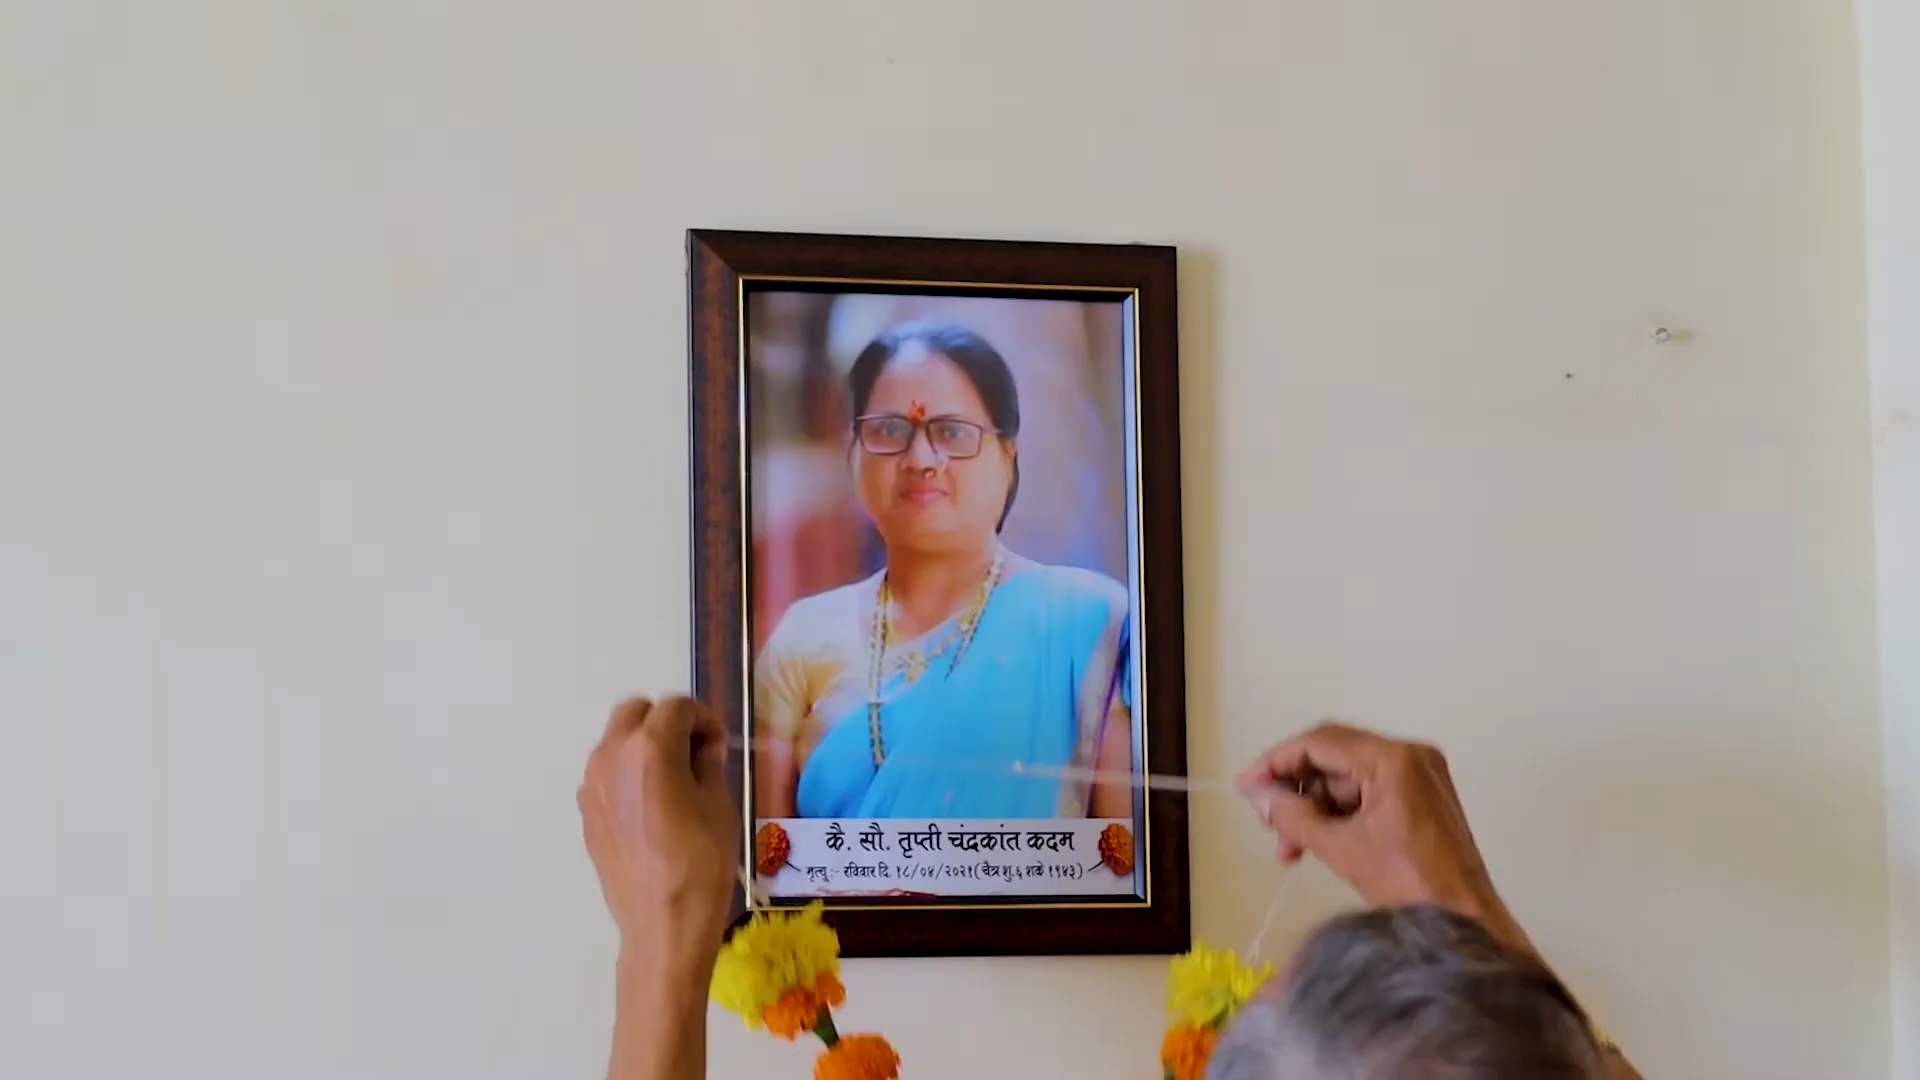 कै. सौ. तृप्ती चंद्रकांत कदम
मृत्यू :- रविवार दि. १८/०४/२०२१ (चैत्र शु. ६ शके १९४३)